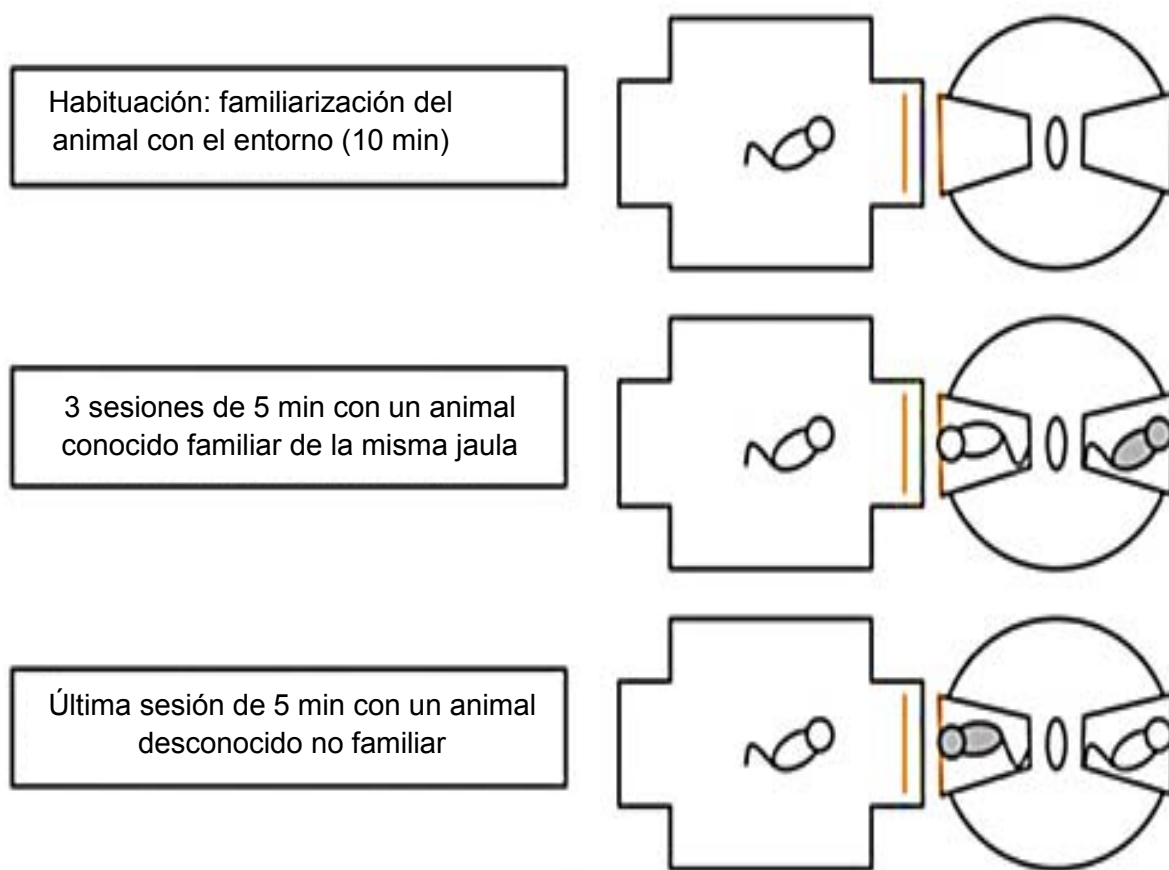 Habituación: familiarización del
animal con el entorno (10 min)
3 sesiones de 5 min con un animal
conocido familiar de la misma jaula
Última sesión de 5 min con un animal
desconocido no familiar